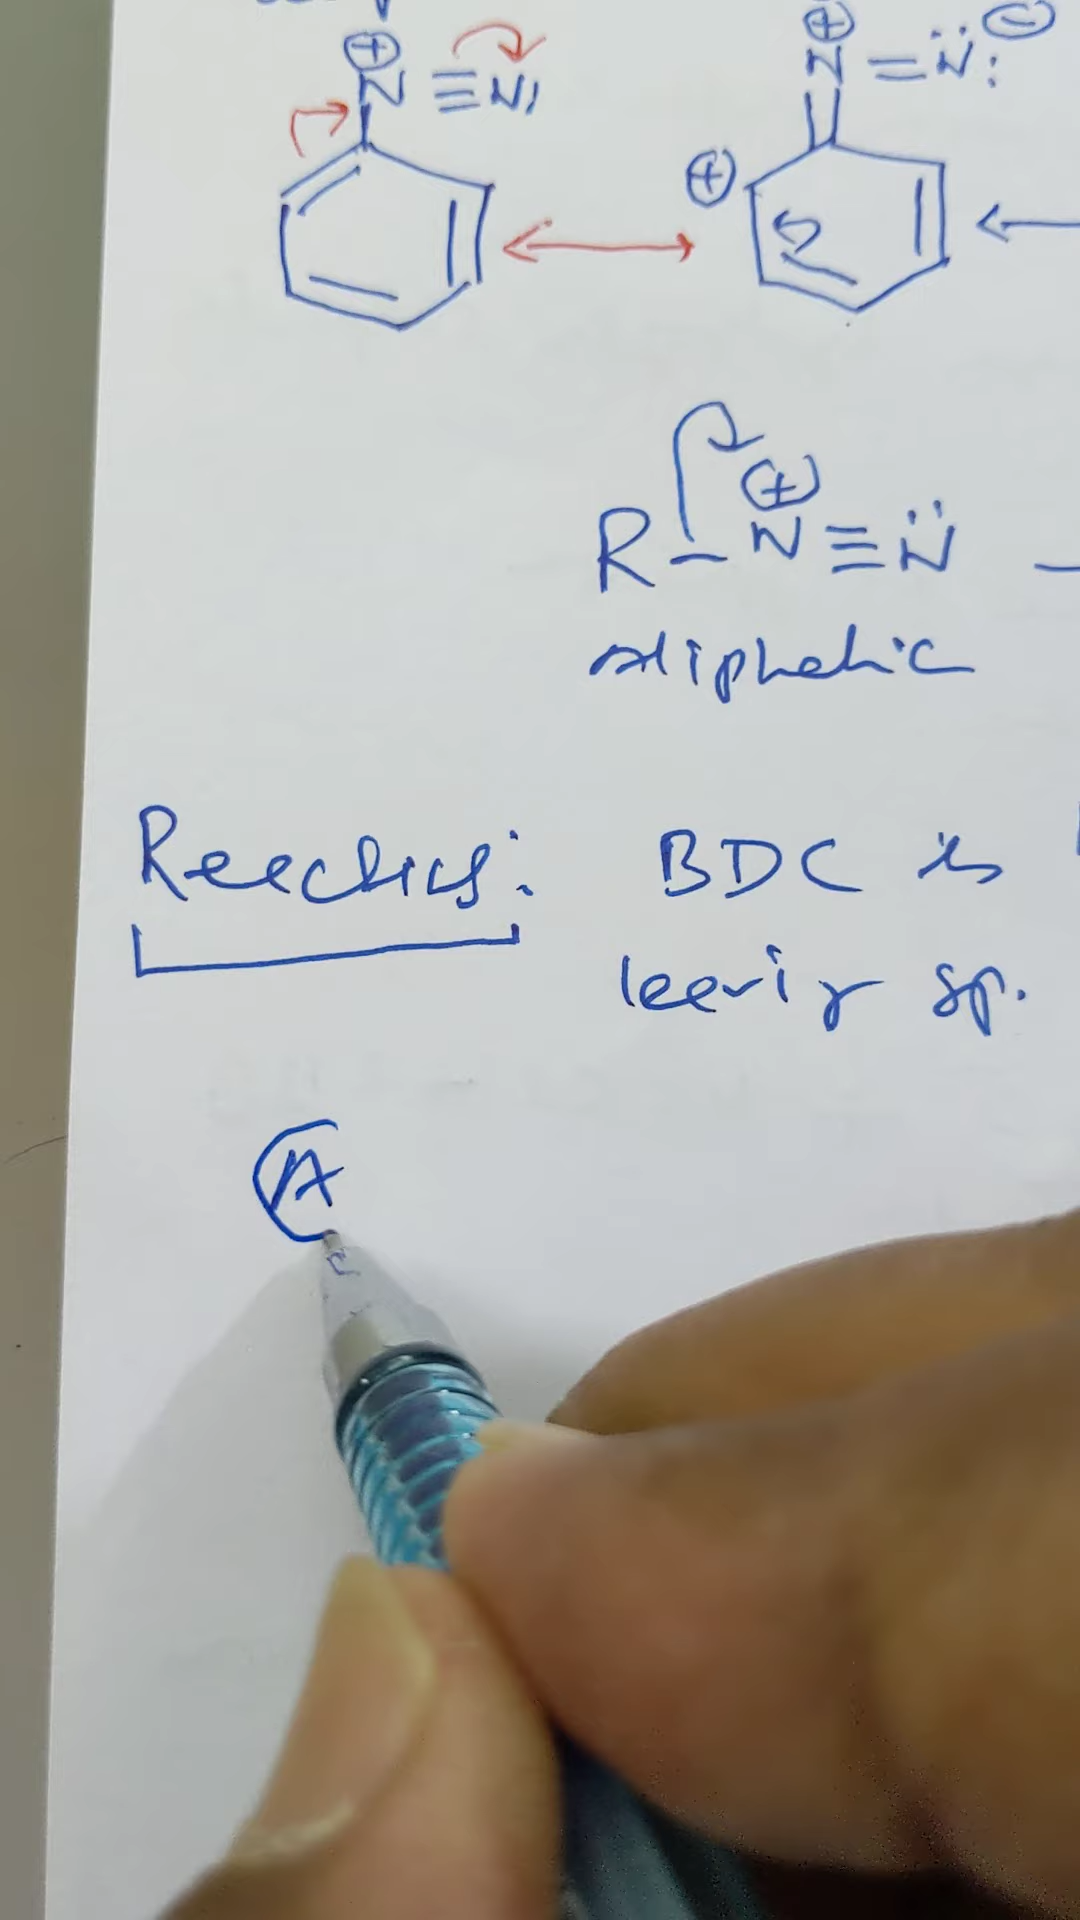 ⊕ ⊕ ⊖
N ≡ N: N = N̈:
⊕
⊕
R - N ≡ N̈
aliphatic
Reactions: BDC is
leaving gp.
A